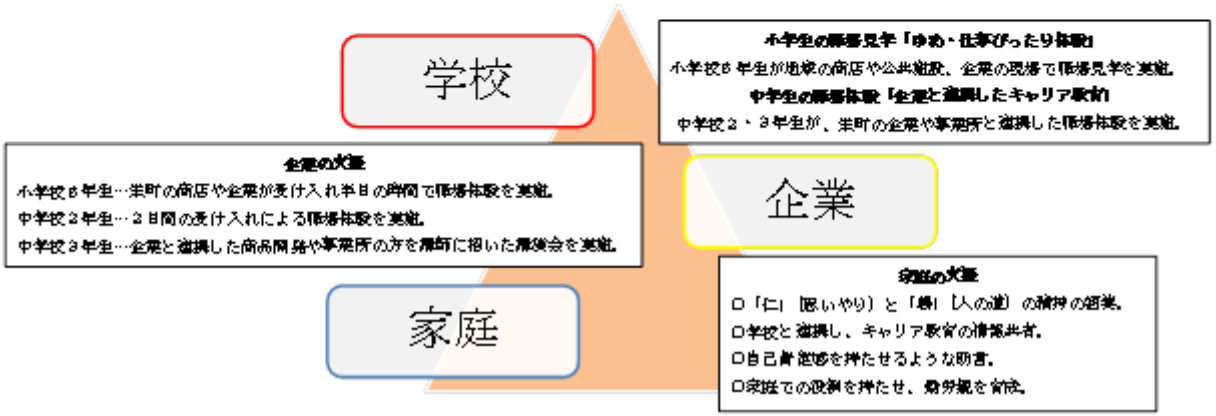 学校
小学生の職場見学「ゆめ・仕事ぴったり体験」
小学校6年生が地域の商店や公共施設、企業の現場で職場見学を実施。
中学生の職場体験「企業と連携したキャリア教育」
中学校2・3年生が、栄町の企業や事業所と連携した職場体験を実施。
企業の支援
小学校6年生…栄町の商店や企業が受け入れ半日の時間で職場体験を実施。
中学校2年生…2日間の受け入れによる職場体験を実施。
中学校3年生…企業と連携した商品開発や事業所の方を講師に招いた講演会を実施。
企業
家庭の支援
○「仁」(思いやり)と「義」(人の道)の精神の
○学校と連携し、キャリア教育の情報共有。
○自己肯定感を持たせるような助言。
○家庭での役割を持たせ、勤労観を育成。
家庭